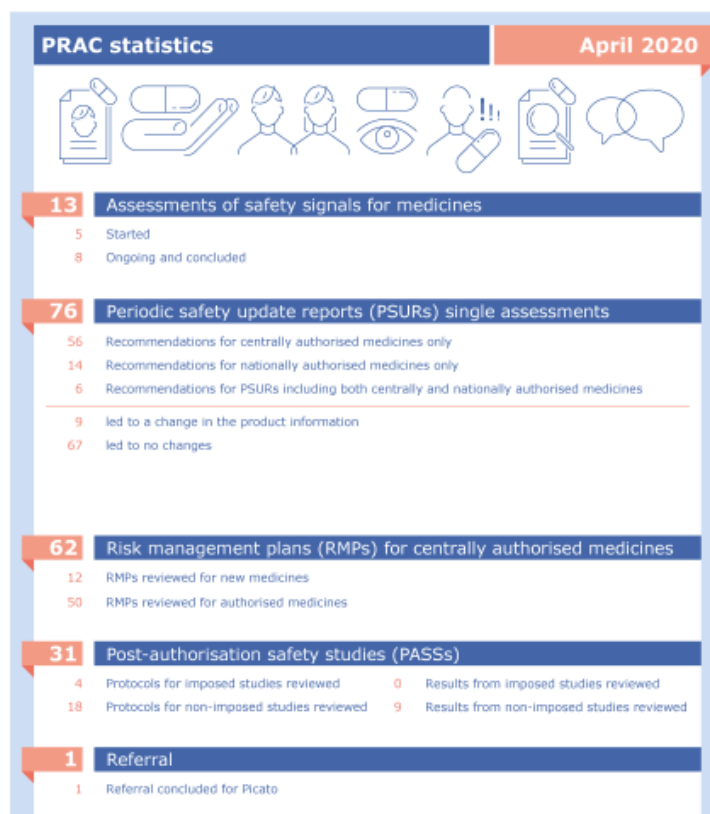 PRAC statistics
April 2020
13 Assessments of safety signals for medicines
5 Started
8 Ongoing and concluded
76 Periodic safety update reports (PSURs) single assessments
56 Recommendations for centrally authorised medicines only
14 Recommendations for nationally authorised medicines only
6 Recommendations for PSURs including both centrally and nationally authorised medicines
9 led to a change in the product information
67 led to no changes
62 Risk management plans (RMPs) for centrally authorised medicines
12 RMPs reviewed for new medicines
50 RMPs reviewed for authorised medicines
31 Post-authorisation safety studies (PASSs)
4 Protocols for imposed studies reviewed
0 Results from imposed studies reviewed
18 Protocols for non-imposed studies reviewed
9 Results from non-imposed studies reviewed
1 Referral
1 Referral concluded for Picato